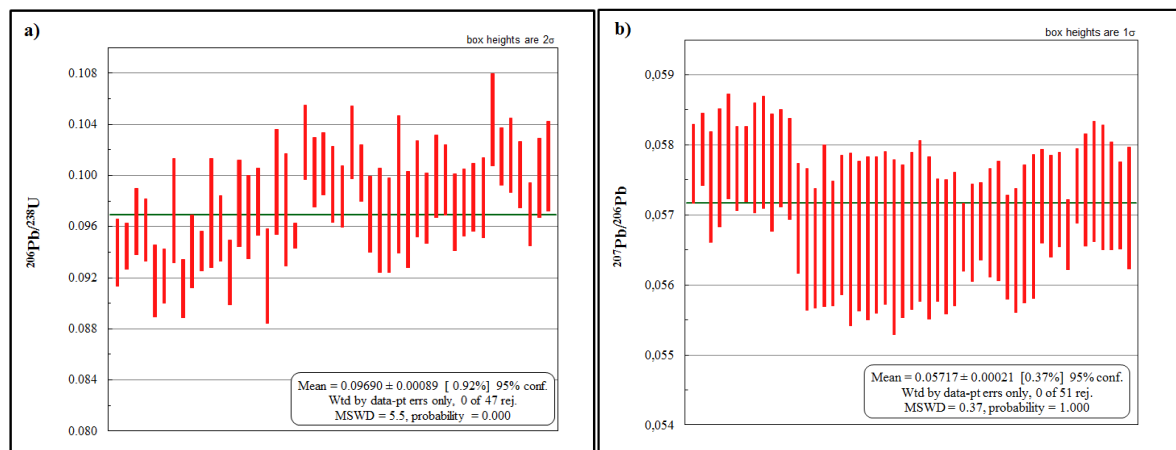 a)
box heights are 2σ
206Pb/238U
0.108
0.104
0.100
0.096
0.092
0.088
0.084
0.080
Mean = 0.09690 ± 0.00089 [ 0.92%] 95% conf.
Wtd by data-pt errs only, 0 of 47 rej.
MSWD = 5.5, probability = 0.000
b)
box heights are 1σ
207Pb/206Pb
0,059
0,058
0,057
0,056
0,055
0,054
Mean = 0.05717 ± 0.00021 [0.37%] 95% conf.
Wtd by data-pt errs only, 0 of 51 rej.
MSWD = 0.37, probability = 1.000